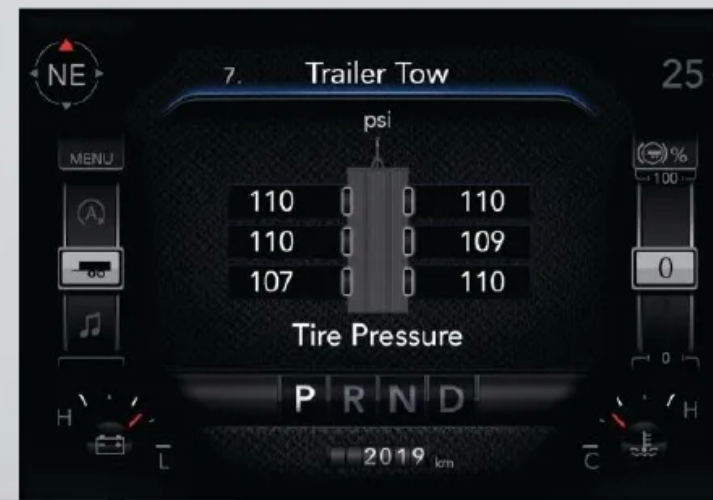 NE
7. Trailer Tow
25
psi
MENU
%
100
A
110 110
110 109
107 110
0
Tire Pressure
0
P R N D
H L
C H
2019 km